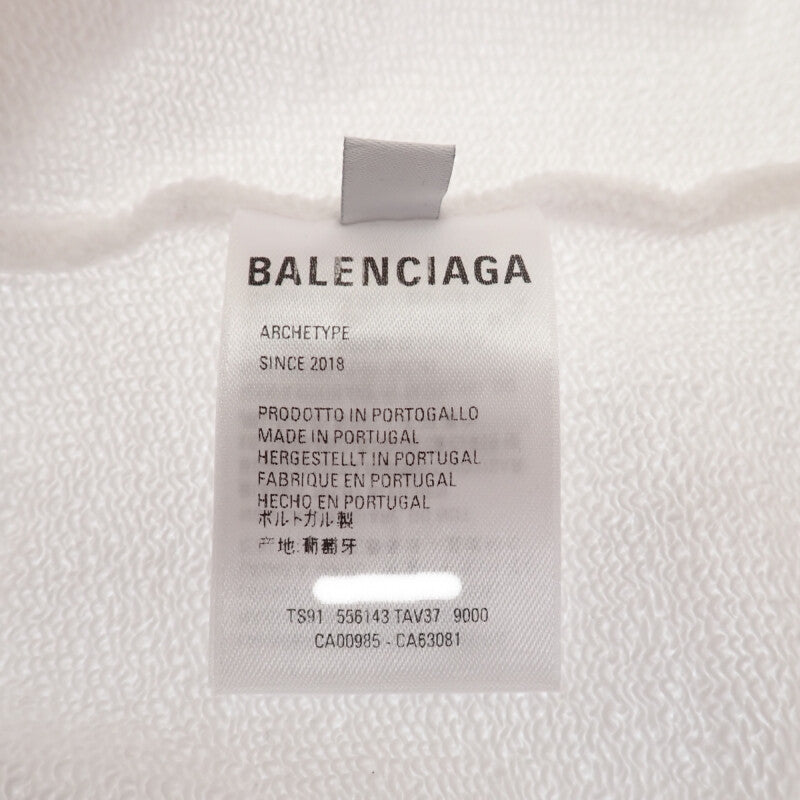 BALENCIAGA
ARCHETYPE
SINCE 2018
PRODOTTO IN PORTOGALLO
MADE IN PORTUGAL
HERGESTELLT IN PORTUGAL
FABRIQUE EN PORTUGAL
HECHO EN PORTUGAL
ポルトガル製
产地:葡萄牙
TS91 556143 TAV37 9000
CA00985 - CA63081